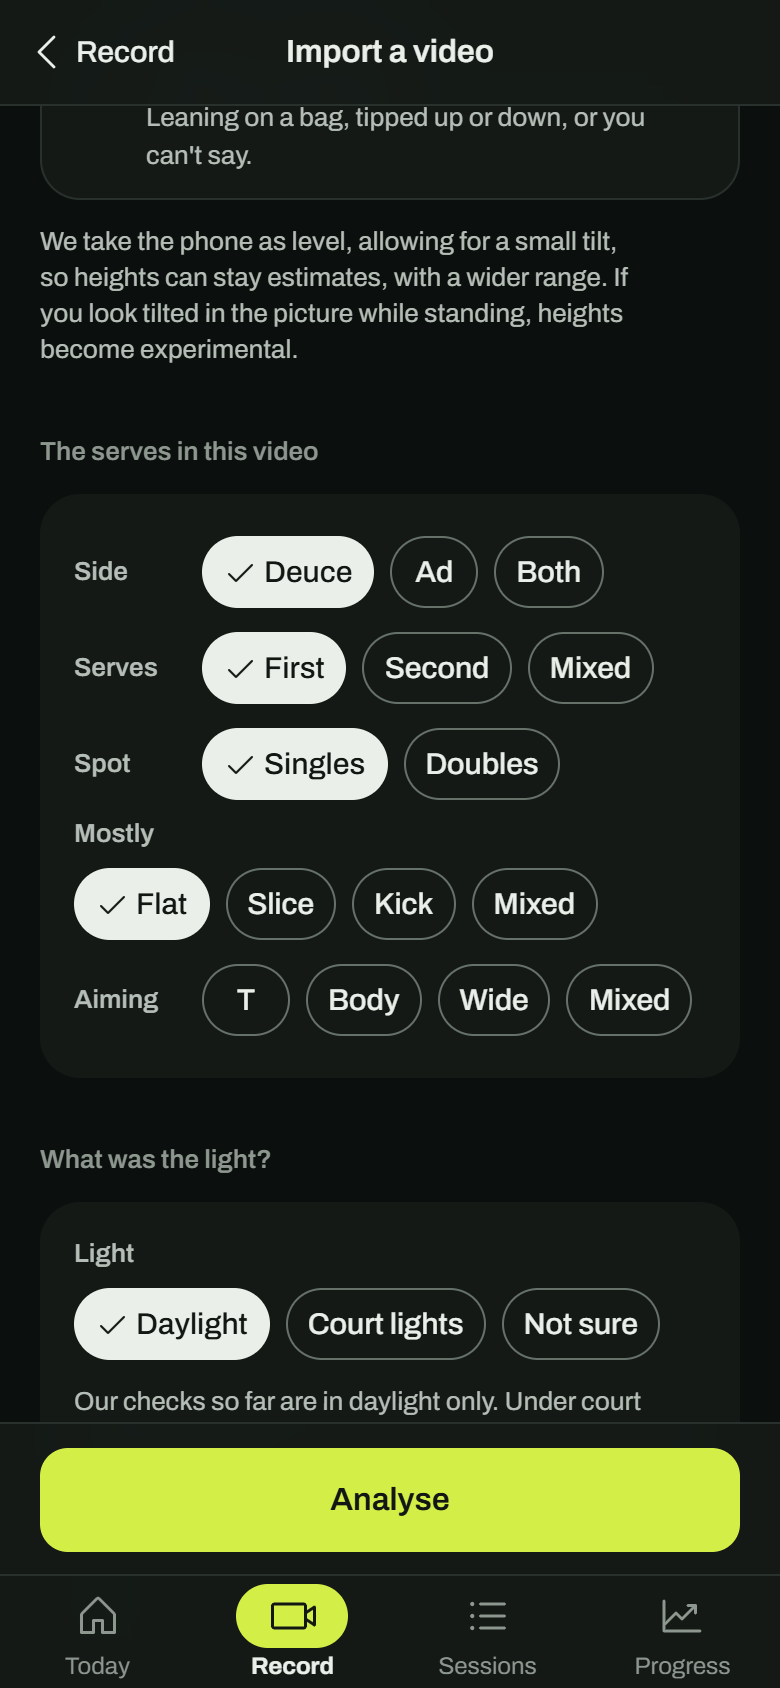 Record
Import a video
Leaning on a bag, tipped up or down, or you
can't say.
We take the phone as level, allowing for a small tilt,
so heights can stay estimates, with a wider range. If
you look tilted in the picture while standing, heights
become experimental.
The serves in this video
Side Deuce Ad Both
Serves First Second Mixed
Spot Singles Doubles
Mostly
Flat Slice Kick Mixed
Aiming T Body Wide Mixed
What was the light?
Light
Daylight Court lights Not sure
Our checks so far are in daylight only. Under court
Analyse
Today Record Sessions Progress